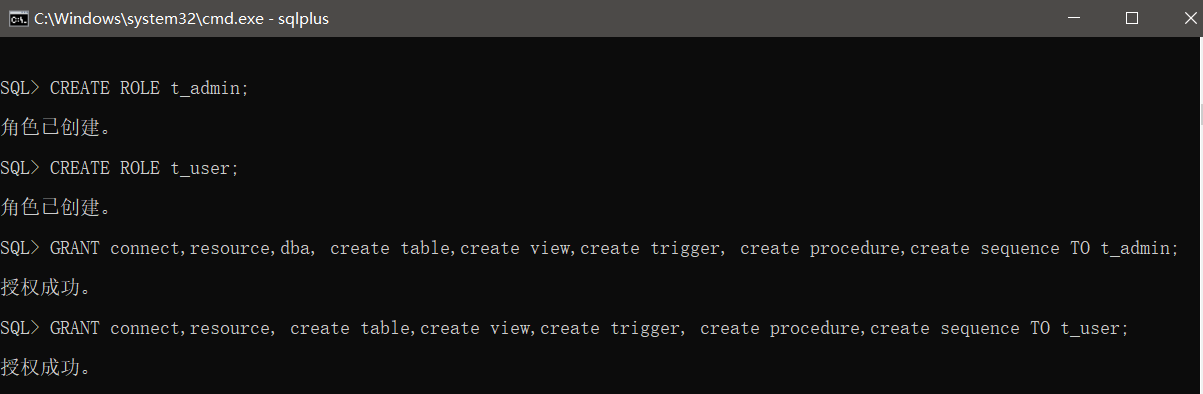 C:\Windows\system32\cmd.exe - sqlplus
SQL> CREATE ROLE t_admin;
角色已创建。
SQL> CREATE ROLE t_user;
角色已创建。
SQL> GRANT connect,resource,dba, create table,create view,create trigger, create procedure,create sequence TO t_admin;
授权成功。
SQL> GRANT connect,resource, create table,create view,create trigger, create procedure,create sequence TO t_user;
授权成功。